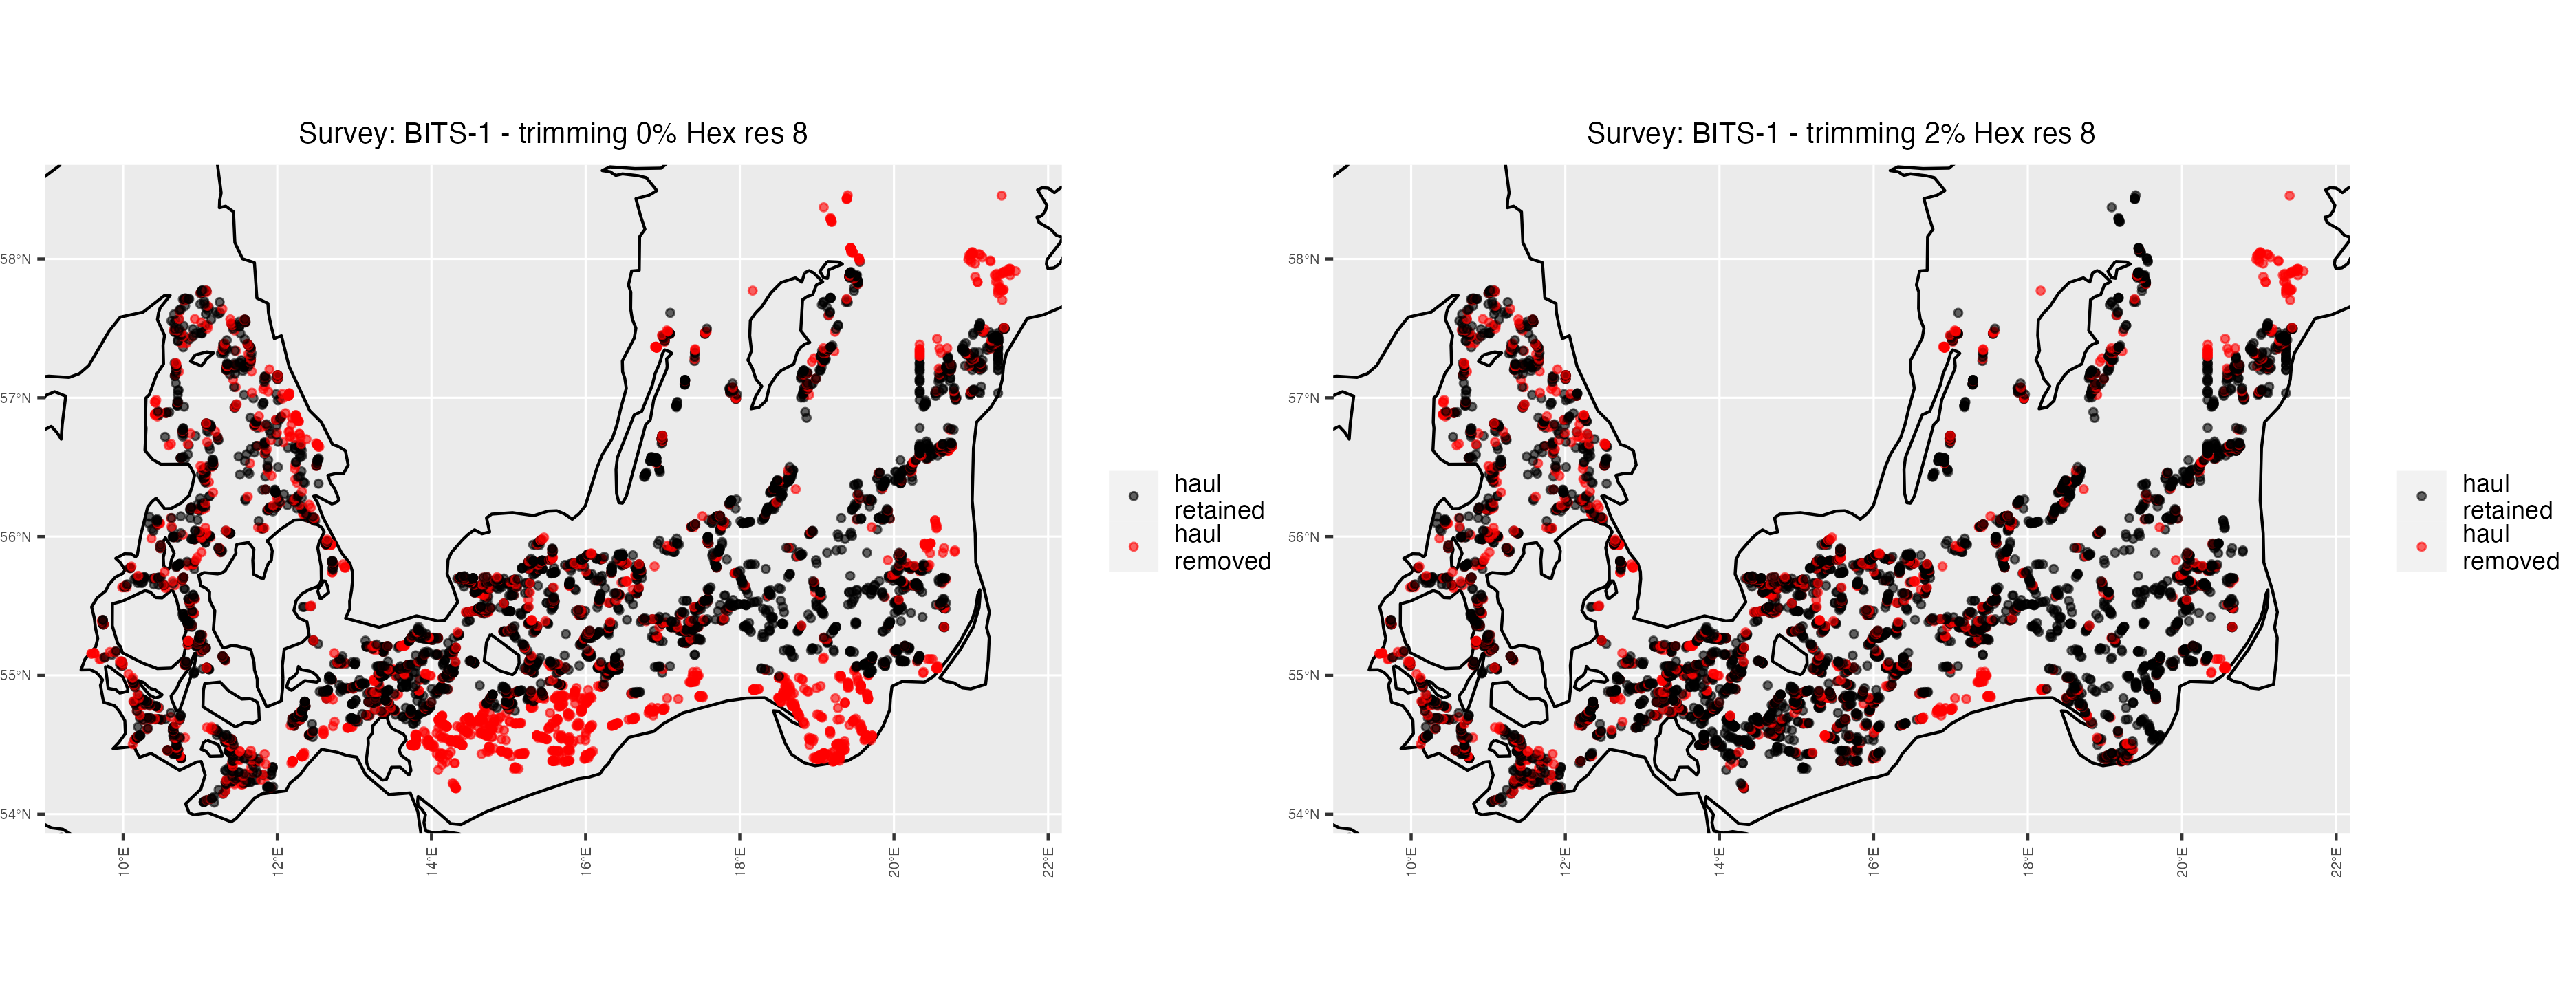 Survey: BITS-1 - trimming 0% Hex res 8
58°N
57°N
56°N
55°N
54°N
10°E
12°E
14°E
16°E
18°E
20°E
22°E
haul
retained
haul
removed
Survey: BITS-1 - trimming 2% Hex res 8
58°N
57°N
56°N
55°N
54°N
10°E
12°E
14°E
16°E
18°E
20°E
22°E
haul
retained
haul
removed